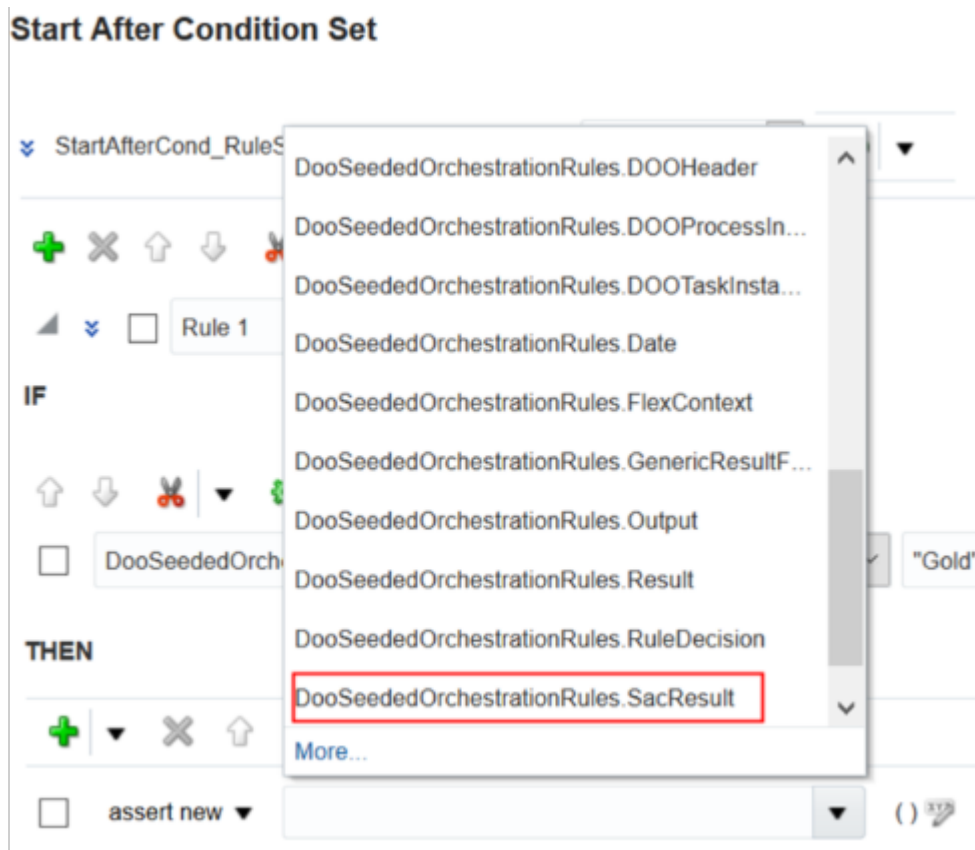 Start After Condition Set
StartAfterCond_RuleS
DooSeededOrchestrationRules.DOOHeader
DooSeededOrchestrationRules.DOOProcessIn...
DooSeededOrchestrationRules.DOOTaskInsta...
Rule 1
DooSeededOrchestrationRules.Date
IF
DooSeededOrchestrationRules.FlexContext
DooSeededOrchestrationRules.GenericResultF...
DooSeededOrchestrationRules.Output
DooSeededOrch
"Gold"
DooSeededOrchestrationRules.Result
THEN
DooSeededOrchestrationRules.RuleDecision
DooSeededOrchestrationRules.SacResult
More...
assert new
()